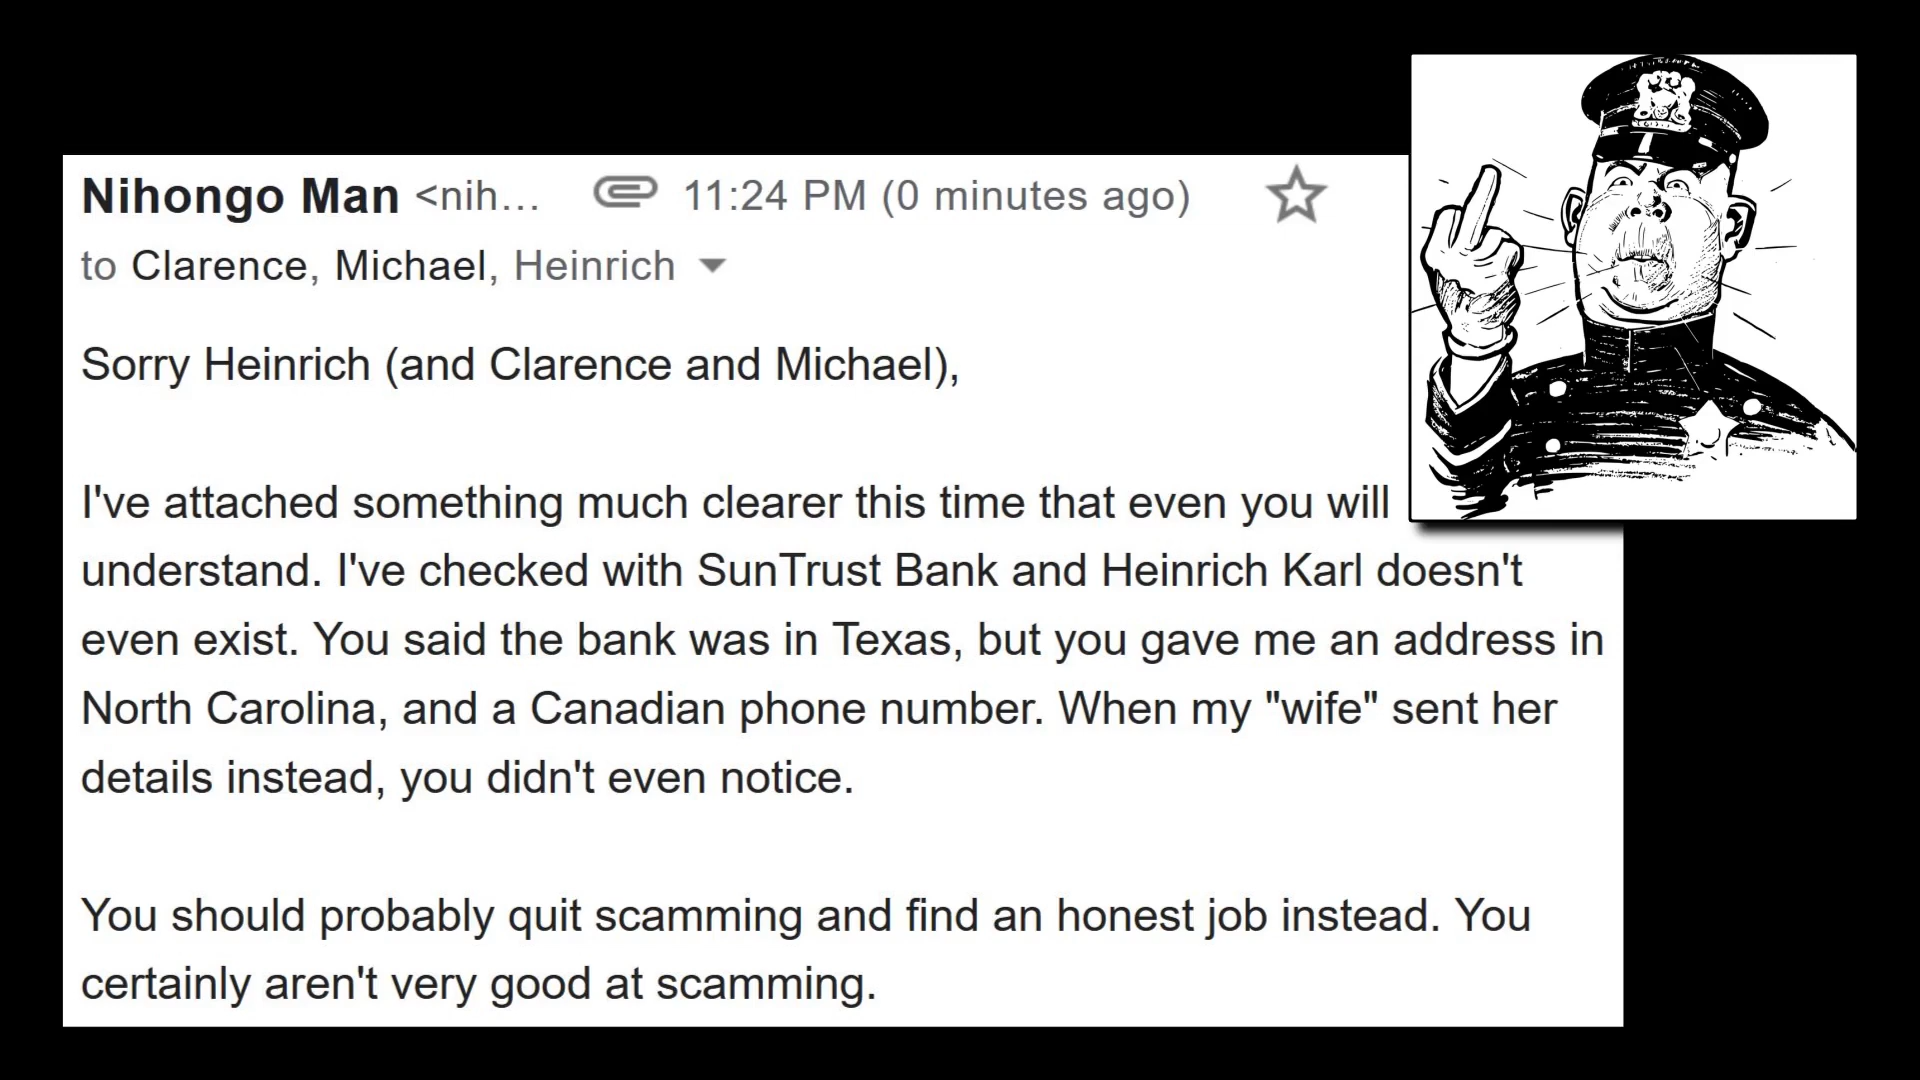 Nihongo Man <nih... 11:24 PM (0 minutes ago)
to Clarence, Michael, Heinrich
Sorry Heinrich (and Clarence and Michael),
I've attached something much clearer this time that even you will
understand. I've checked with SunTrust Bank and Heinrich Karl doesn't
even exist. You said the bank was in Texas, but you gave me an address in
North Carolina, and a Canadian phone number. When my "wife" sent her
details instead, you didn't even notice.
You should probably quit scamming and find an honest job instead. You
certainly aren't very good at scamming.